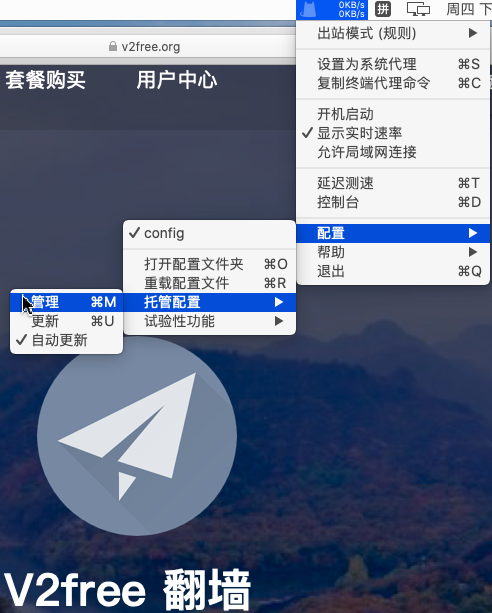 0KB/s
0KB/s
拼
周四 下
v2free.org
套餐购买 用户中心
出站模式 (规则) ▶
设置为系统代理 ⌘S
复制终端代理命令 ⌘C
开机启动
✓ 显示实时速率
允许局域网连接
延迟测速 ⌘T
控制台 ⌘D
配置 ▶
帮助 ▶
退出 ⌘Q
✓ config
打开配置文件夹 ⌘O
重载配置文件 ⌘R
托管配置 ▶
试验性功能 ▶
管理 ⌘M
更新 ⌘U
✓ 自动更新
V2free 翻墙